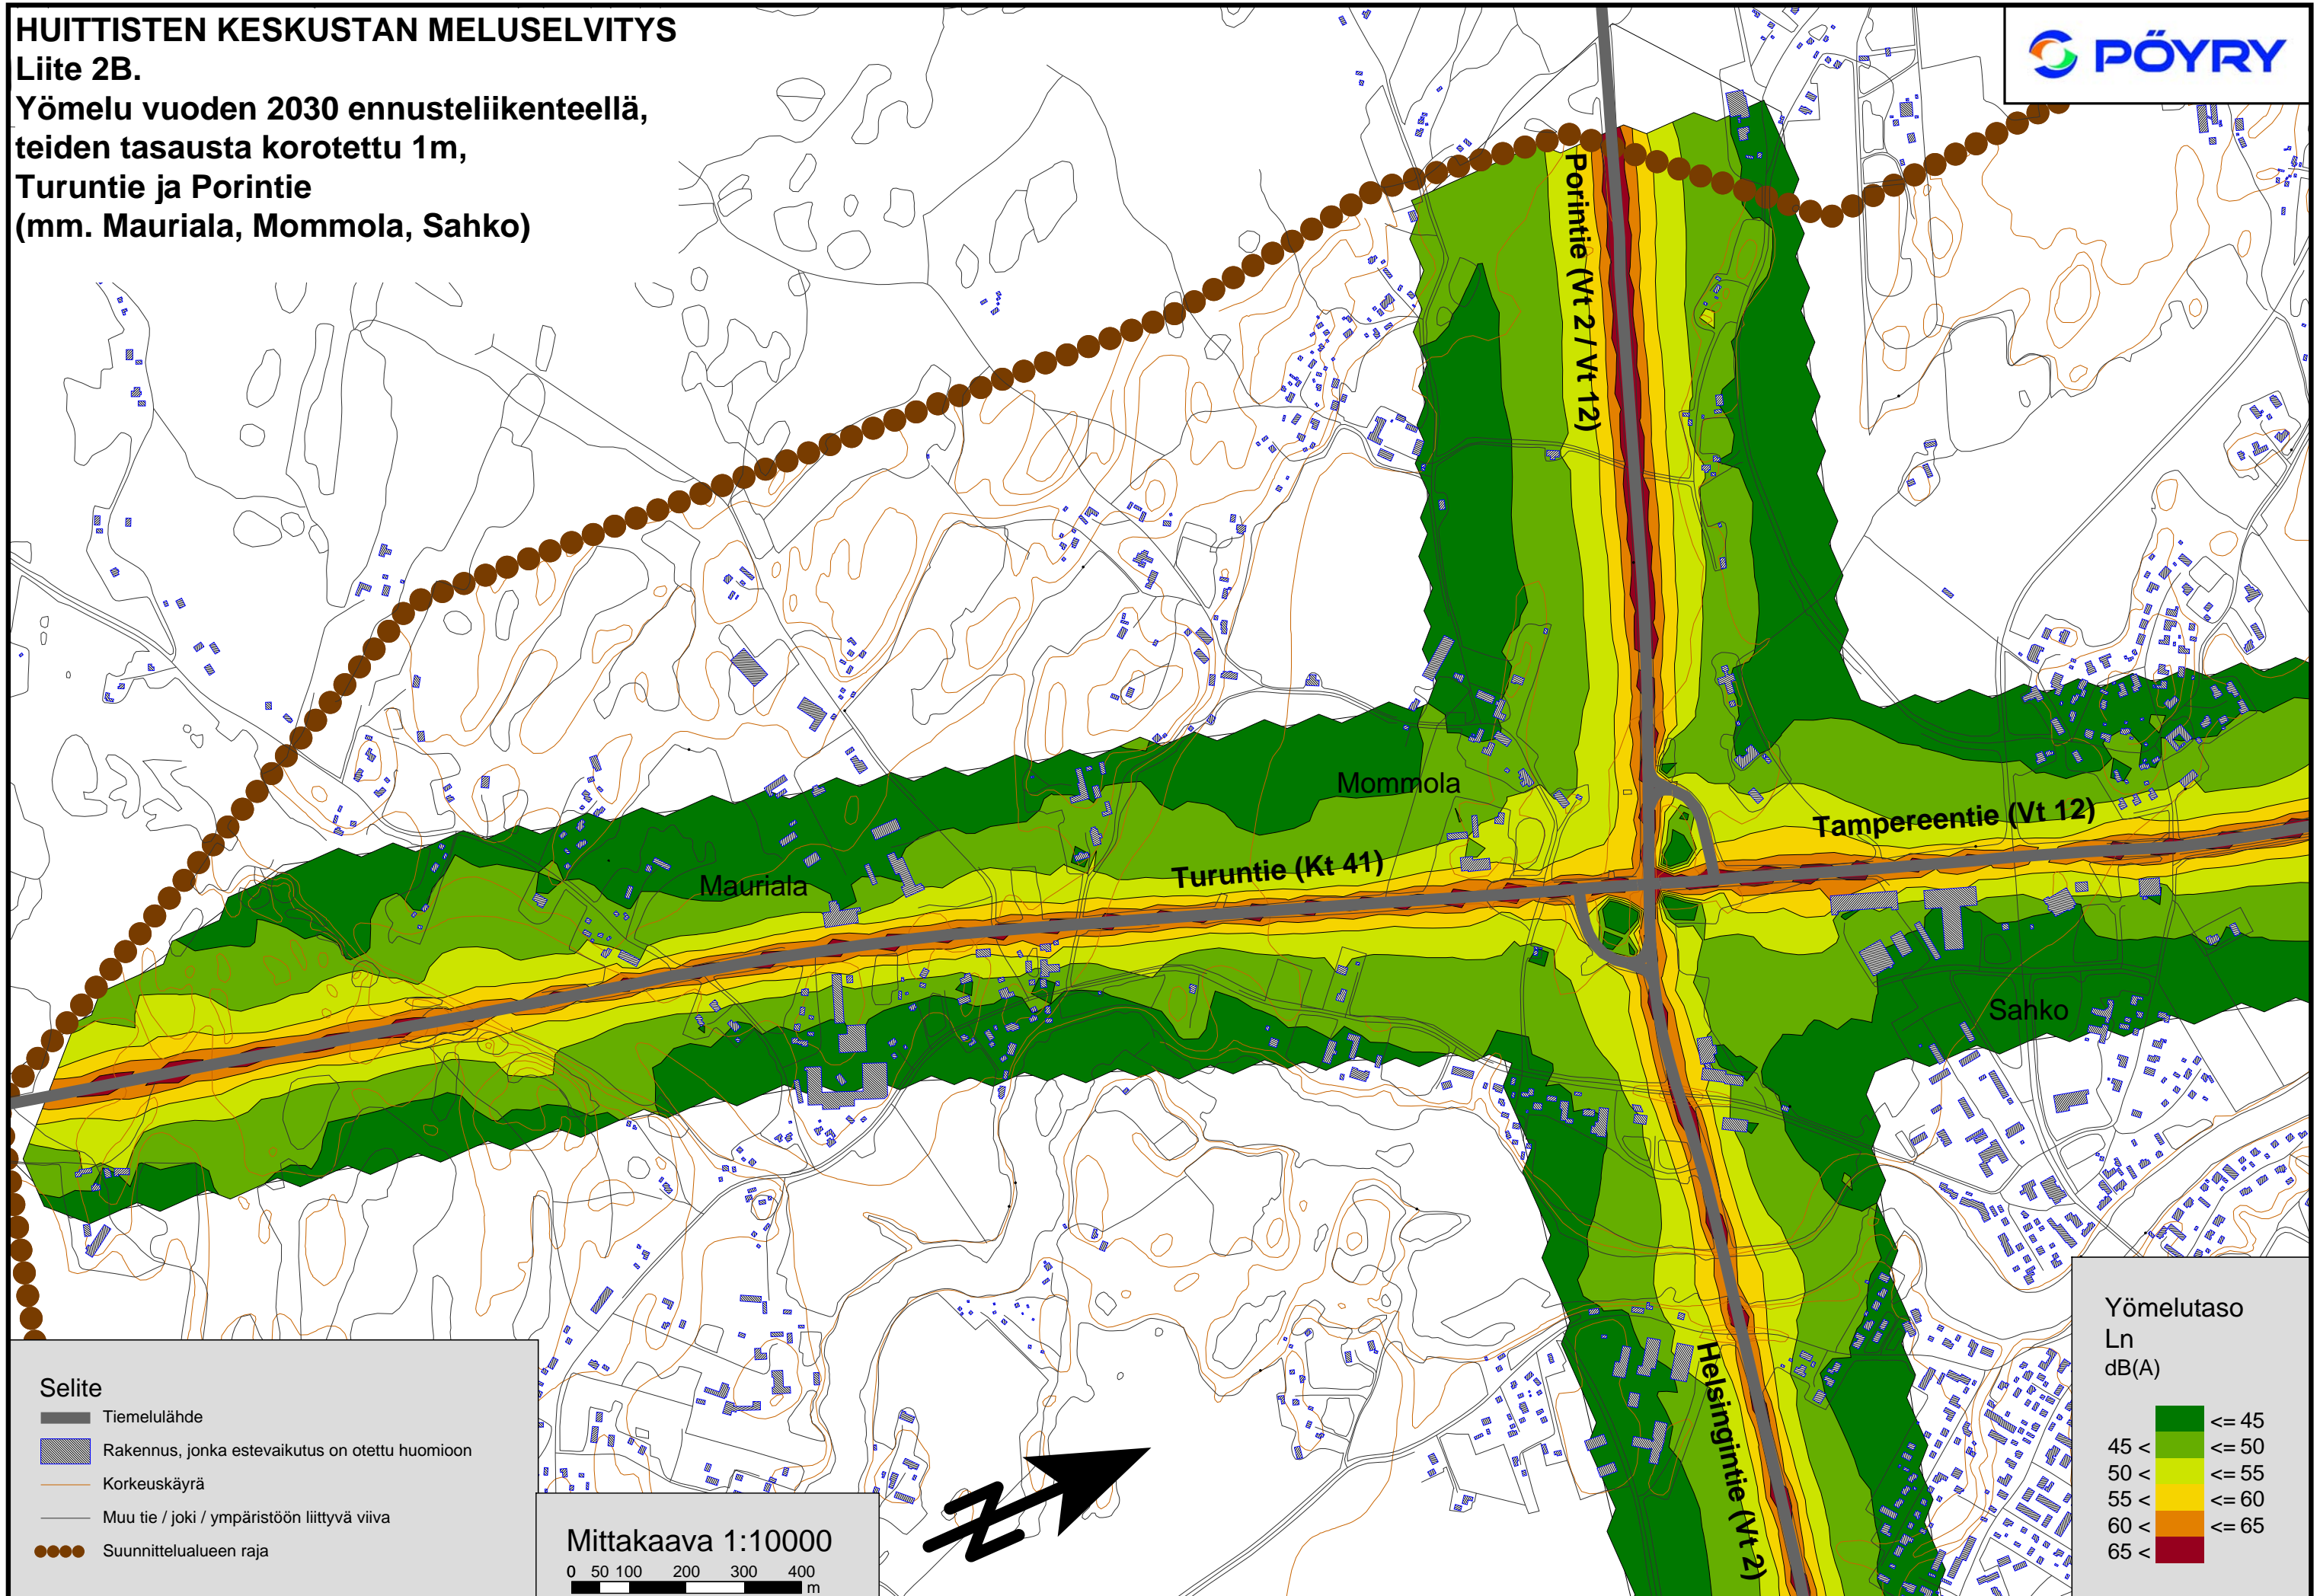 HUITTISTEN KESKUSTAN MELUSELVITYS
Liite 2B.
Yömelu vuoden 2030 ennusteliikenteellä,
teiden tasausta korotettu 1m,
Turuntie ja Porintie
(mm. Mauriala, Mommola, Sahko)
PÖYRY
Porintie (Vt 2 / Vt 12)
Mommola
Tampereentie (Vt 12)
Turuntie (Kt 41)
Mauriala
Sahko
Helsingintie (Vt 2)
Selite
Tiemelulähde
Rakennus, jonka estevaikutus on otettu huomioon
Korkeuskäyrä
Muu tie / joki / ympäristöön liittyvä viiva
Suunnittelualueen raja
Mittakaava 1:10000
0 50 100 200 300 400
m
N
Yömelutaso
Ln
dB(A)
<= 45
45 < <= 50
50 < <= 55
55 < <= 60
60 < <= 65
65 <